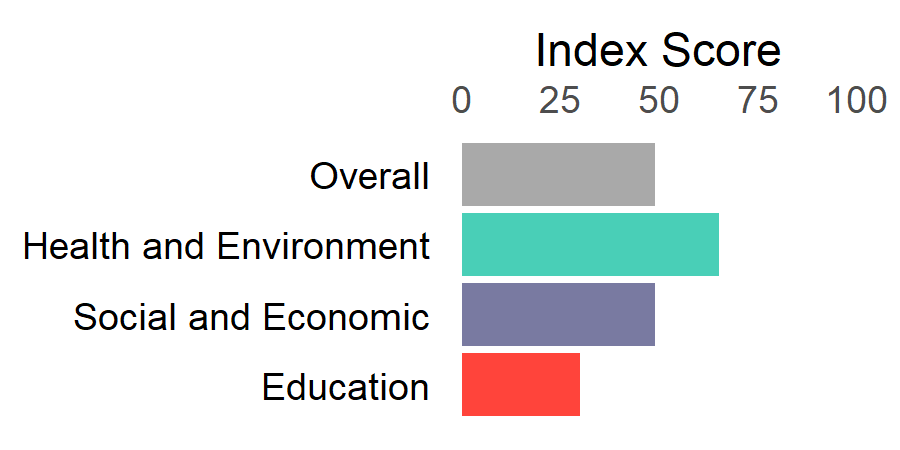 Index Score
0 25 50 75 100
Overall
Health and Environment
Social and Economic
Education